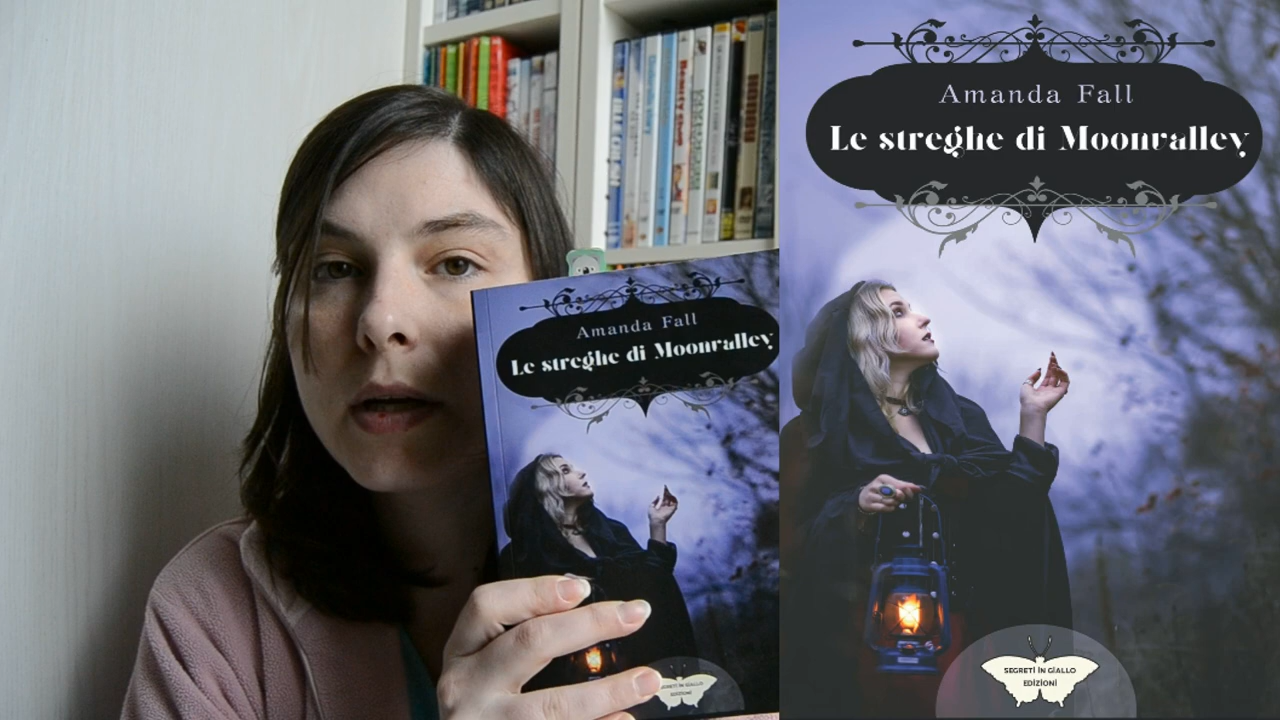 Amanda Fall
Le streghe di Moonvalley
SEGRETI IN GIALLO
EDIZIONI
Amanda Fall
Le streghe di Moonvalley
SEGRETI IN GIALLO
EDIZIONI